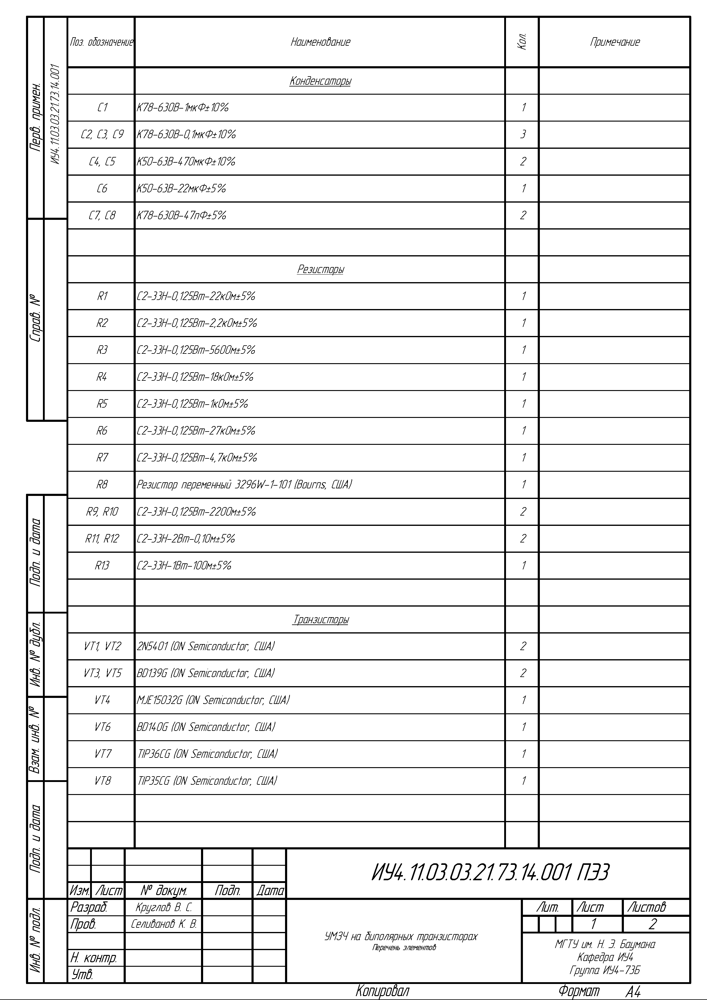 Перв. примен.
ИУ4.11.03.03.21.73.14.001
Справ. №
Подп. и дата
Инв. № дубл.
Взам. инв. №
Подп. и дата
Инв. № подл.
Поз. обозначение Наименование Кол. Примечание
Конденсаторы
C1 К78-630В-1мкФ±10% 1
C2, C3, C9 К78-630В-0,1мкФ±10% 3
C4, C5 К50-63В-470мкФ±10% 2
C6 К50-63В-22мкФ±5% 1
C7, C8 К78-630В-47пФ±5% 2
Резисторы
R1 С2-33Н-0,125Вт-22кОм±5% 1
R2 С2-33Н-0,125Вт-2,2кОм±5% 1
R3 С2-33Н-0,125Вт-560Ом±5% 1
R4 С2-33Н-0,125Вт-18кОм±5% 1
R5 С2-33Н-0,125Вт-1кОм±5% 1
R6 С2-33Н-0,125Вт-27кОм±5% 1
R7 С2-33Н-0,125Вт-4,7кОм±5% 1
R8 Резистор переменный 3296W-1-101 (Bourns, США) 1
R9, R10 С2-33Н-0,125Вт-220Ом±5% 2
R11, R12 С2-33Н-2Вт-0,1Ом±5% 2
R13 С2-33Н-1Вт-10Ом±5% 1
Транзисторы
VT1, VT2 2N5401 (ON Semiconductor, США) 2
VT3, VT5 BD139G (ON Semiconductor, США) 2
VT4 MJE15032G (ON Semiconductor, США) 1
VT6 BD140G (ON Semiconductor, США) 1
VT7 TIP36CG (ON Semiconductor, США) 1
VT8 TIP35CG (ON Semiconductor, США) 1
ИУ4.11.03.03.21.73.14.001 ПЭ3
Изм. Лист № докум. Подп. Дата
Разраб. Круглов В. С.
Пров. Селиванов К. В.
Н. контр.
Утв.
УМЗЧ на биполярных транзисторах
Перечень элементов
Лит. Лист Листов
1 2
МГТУ им. Н. Э. Баумана
Кафедра ИУ4
Группа ИУ4-73Б
Копировал Формат А4